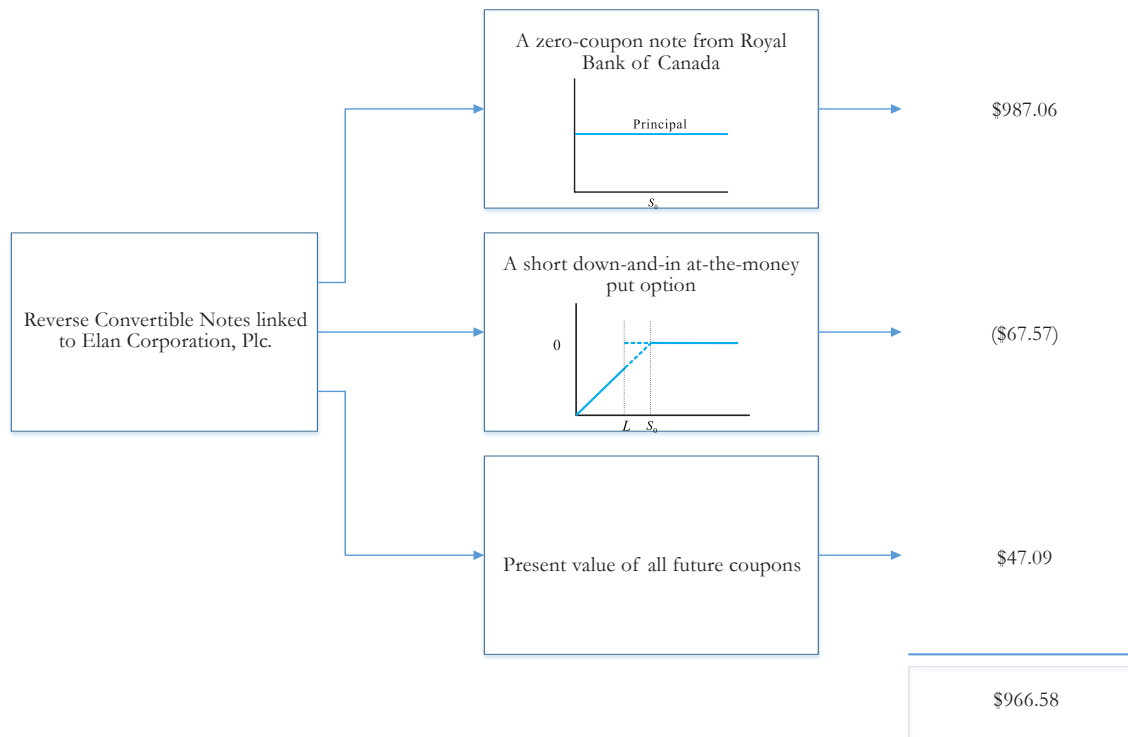 A zero-coupon note from Royal
Bank of Canada
Principal
S₀
$987.06
Reverse Convertible Notes linked
to Elan Corporation, Plc.
A short down-and-in at-the-money
put option
0
L S₀
($67.57)
Present value of all future coupons
$47.09
$966.58